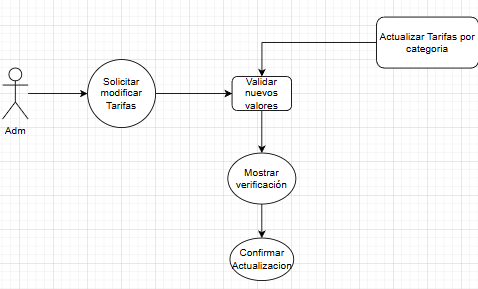 Actualizar Tarifas por
categoria
Solicitar
modificar
Tarifas
Validar
nuevos
valores
Adm
Mostrar
verificación
Confirmar
Actualizacion